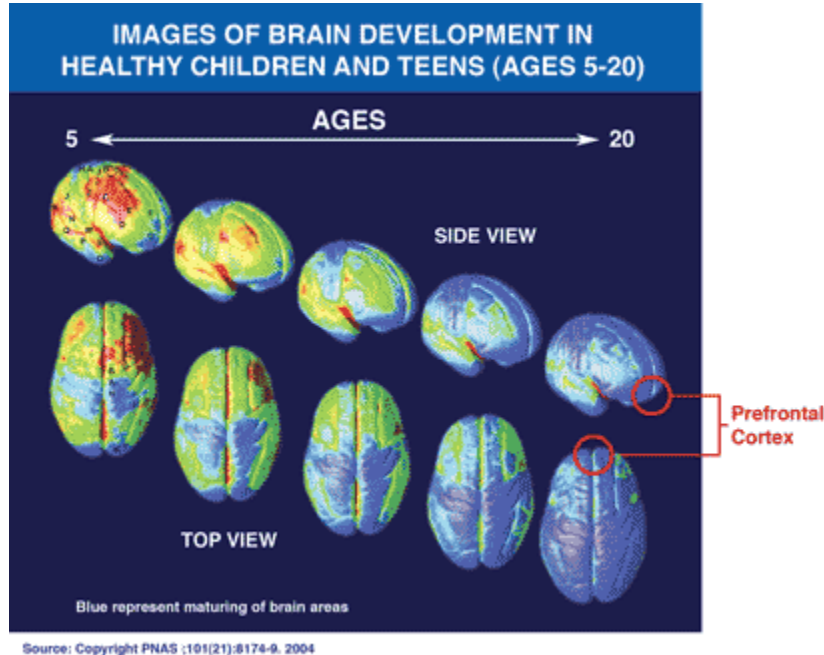 IMAGES OF BRAIN DEVELOPMENT IN
HEALTHY CHILDREN AND TEENS (AGES 5-20)
AGES
5
20
SIDE VIEW
Prefrontal
Cortex
TOP VIEW
Blue represent maturing of brain areas
Source: Copyright PNAS ;101(21):8174-9. 2004